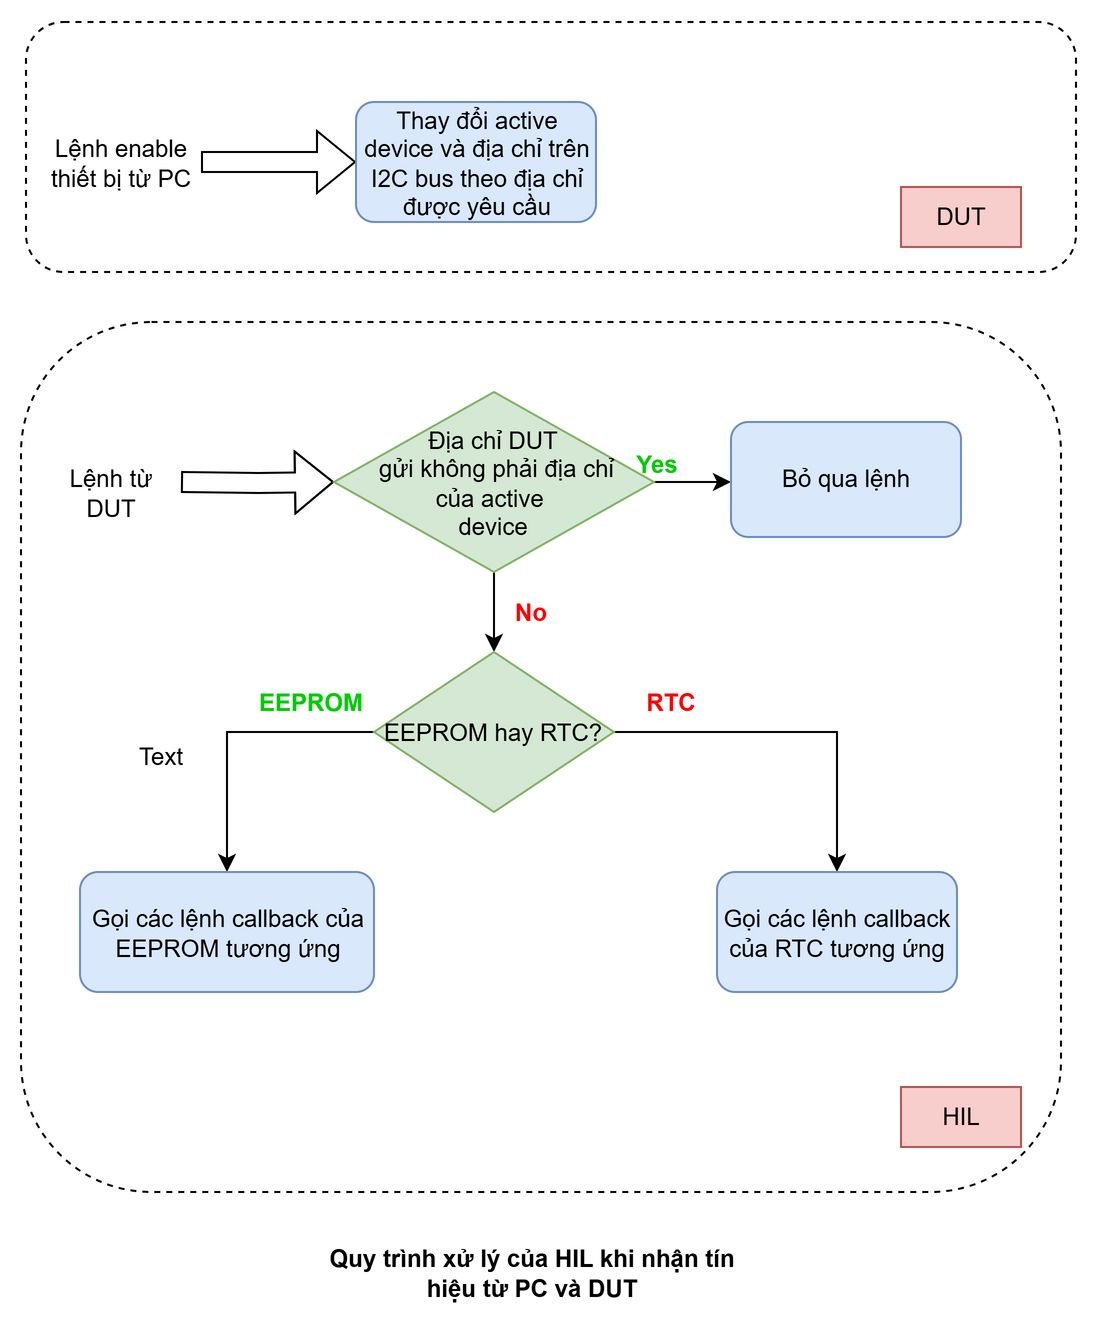 Lệnh enable
thiết bị từ PC
Thay đổi active
device và địa chỉ trên
I2C bus theo địa chỉ
được yêu cầu
DUT
Lệnh từ
DUT
Địa chỉ DUT
gửi không phải địa chỉ
của active
device
Yes
Bỏ qua lệnh
No
EEPROM
RTC
EEPROM hay RTC?
Text
Gọi các lệnh callback của
EEPROM tương ứng
Gọi các lệnh callback
của RTC tương ứng
HIL
Quy trình xử lý của HIL khi nhận tín
hiệu từ PC và DUT